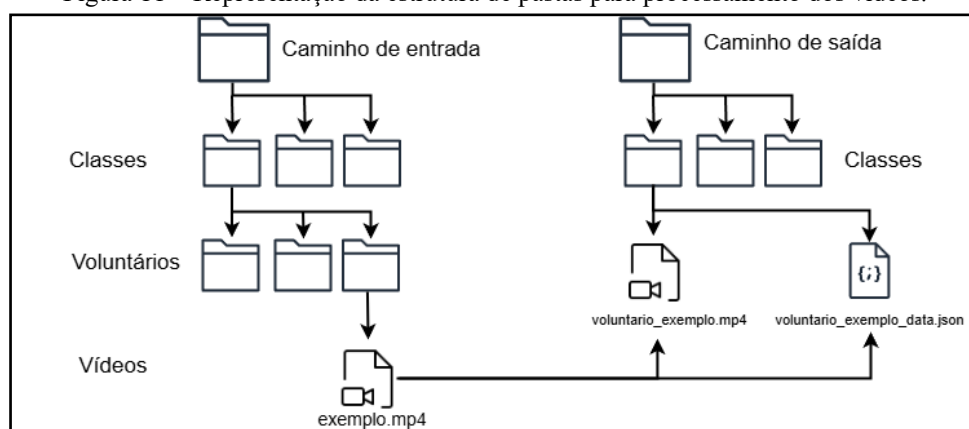 Caminho de entrada
Caminho de saída
Classes
Classes
Voluntários
{;}
voluntario_exemplo.mp4
voluntario_exemplo_data.json
Vídeos
exemplo.mp4